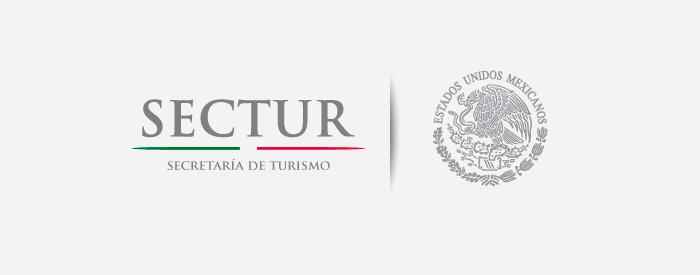 SECTUR
SECRETARÍA DE TURISMO
ESTADOS UNIDOS MEXICANOS